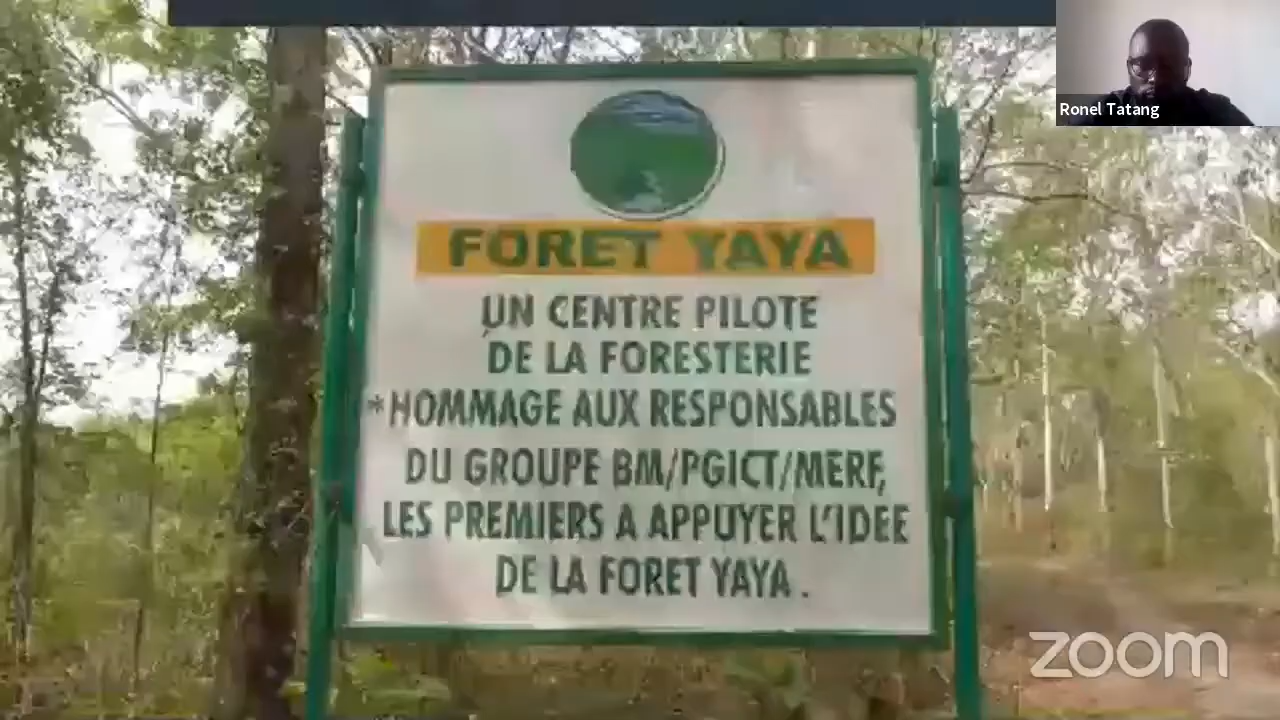 FORET YAYA
UN CENTRE PILOTE
DE LA FORESTERIE
*HOMMAGE AUX RESPONSABLES
DU GROUPE BM/PGICT/MERF,
LES PREMIERS A APPUYER L'IDEE
DE LA FORET YAYA.
Ronel Tatang
zoom